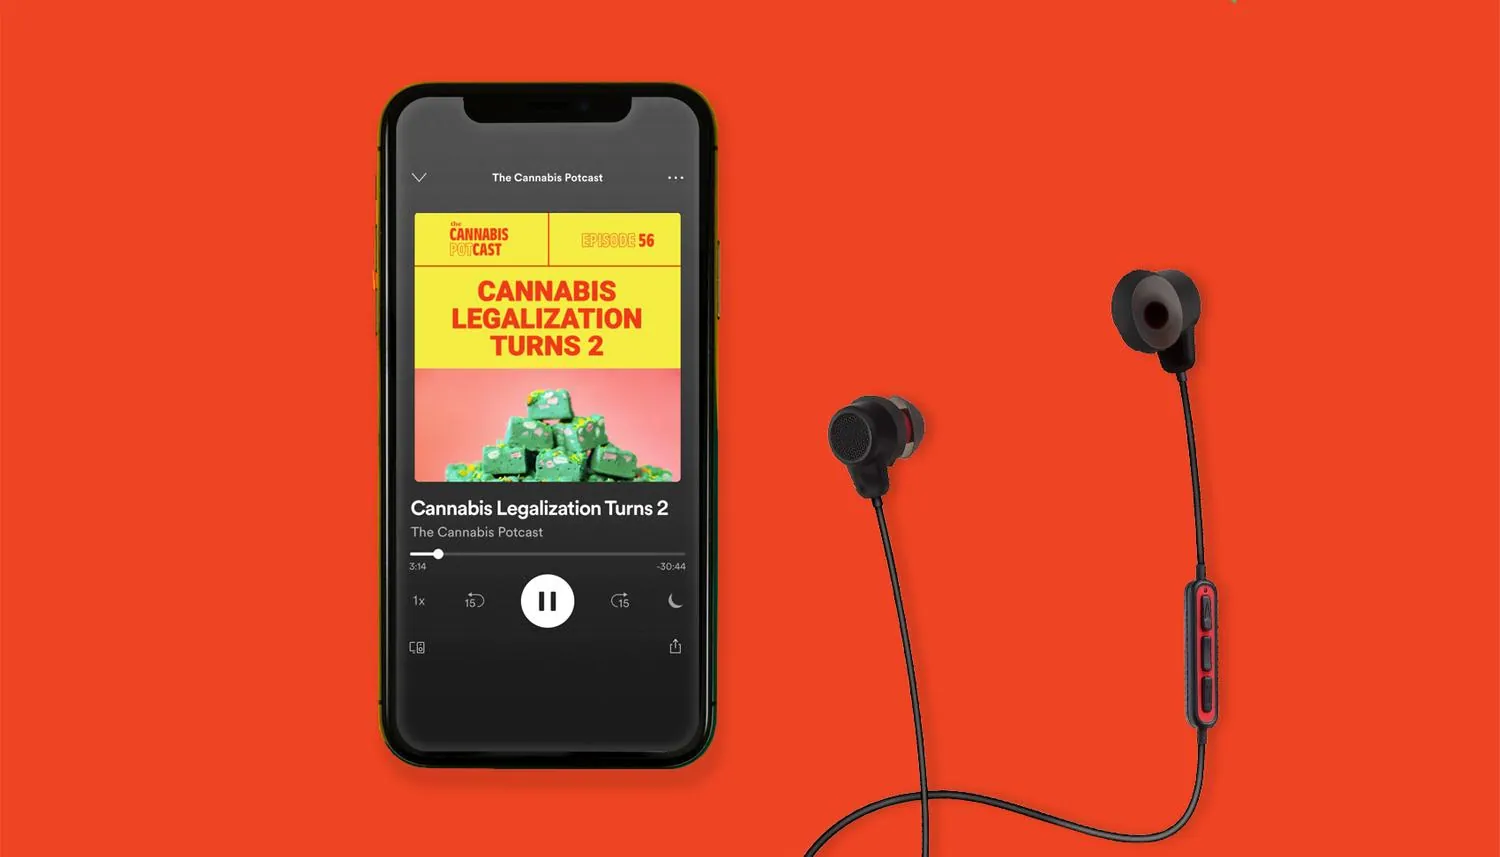 The Cannabis Potcast
the
CANNABIS
POTCAST
EPISODE 56
CANNABIS
LEGALIZATION
TURNS 2
Cannabis Legalization Turns 2
The Cannabis Potcast
3:14
-30:44
1x
15
15